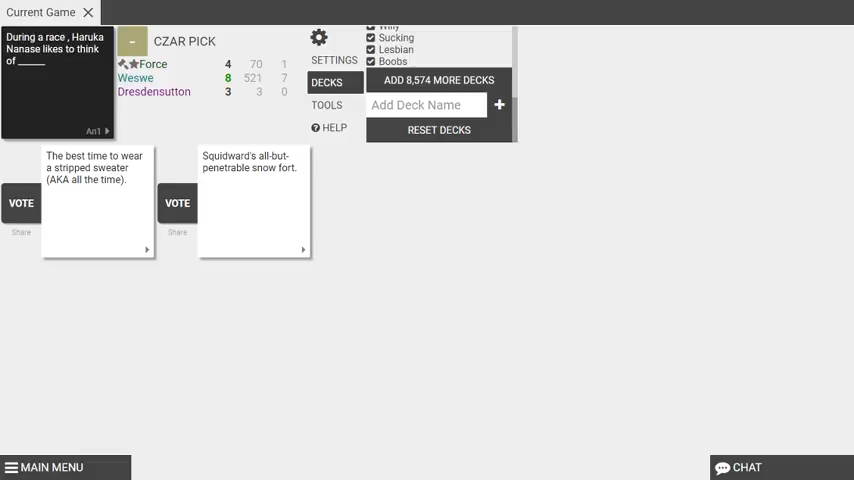 Current Game
During a race , Haruka
Nanase likes to think
of ______
An1
-
CZAR PICK
Force 4 70 1
Weswe 8 521 7
Dresdensutton 3 3 0
SETTINGS
DECKS
TOOLS
HELP
Willy
Sucking
Lesbian
Boobs
ADD 8,574 MORE DECKS
Add Deck Name
RESET DECKS
VOTE
Share
The best time to wear
a stripped sweater
(AKA all the time).
VOTE
Share
Squidward's all-but-
penetrable snow fort.
MAIN MENU
CHAT